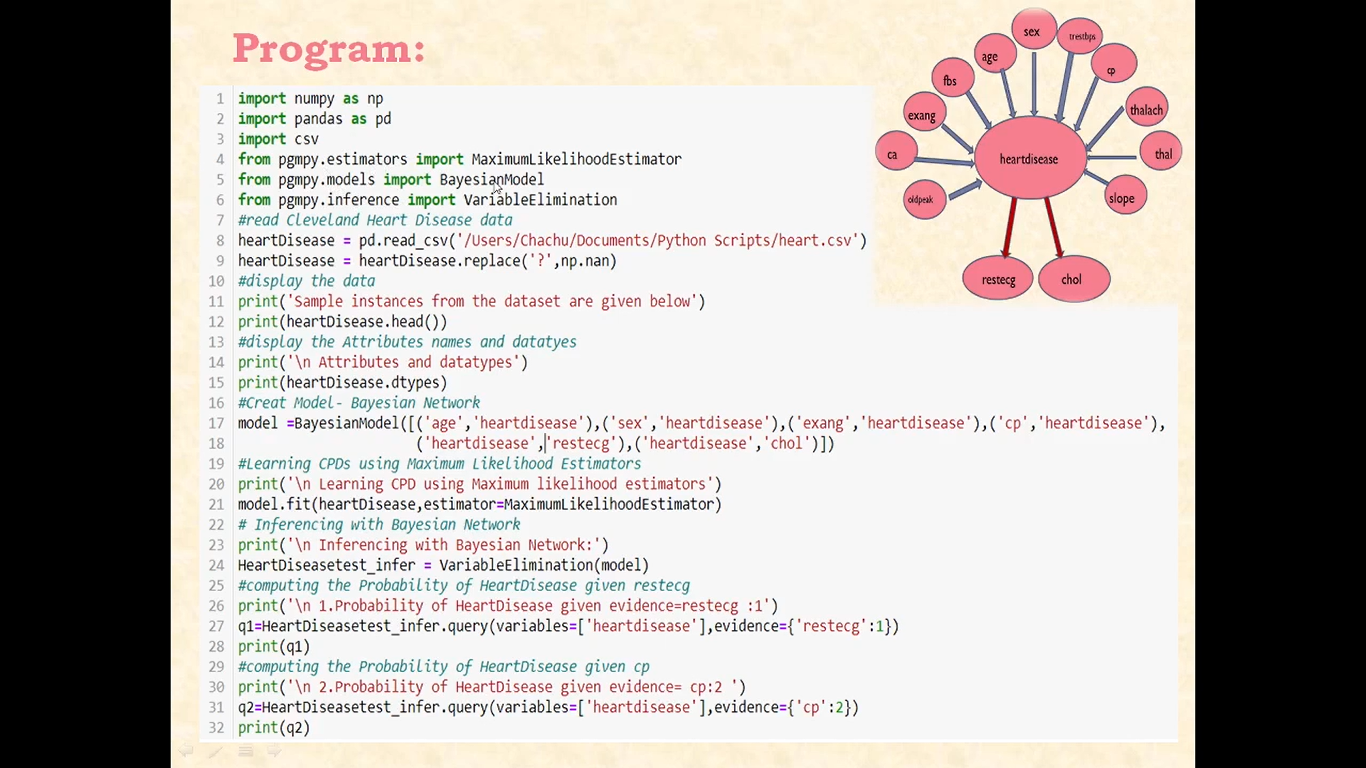 Program:
1 import numpy as np
2 import pandas as pd
3 import csv
4 from pgmpy.estimators import MaximumLikelihoodEstimator
5 from pgmpy.models import BayesianModel
6 from pgmpy.inference import VariableElimination
7 #read Cleveland Heart Disease data
8 heartDisease = pd.read_csv('/Users/Chachu/Documents/Python Scripts/heart.csv')
9 heartDisease = heartDisease.replace('?',np.nan)
10 #display the data
11 print('Sample instances from the dataset are given below')
12 print(heartDisease.head())
13 #display the Attributes names and datatyes
14 print('\n Attributes and datatypes')
15 print(heartDisease.dtypes)
16 #Creat Model- Bayesian Network
17 model =BayesianModel([('age','heartdisease'),('sex','heartdisease'),('exang','heartdisease'),('cp','heartdisease'),
18 ('heartdisease','restecg'),('heartdisease','chol')])
19 #Learning CPDs using Maximum Likelihood Estimators
20 print('\n Learning CPD using Maximum likelihood estimators')
21 model.fit(heartDisease,estimator=MaximumLikelihoodEstimator)
22 # Inferencing with Bayesian Network
23 print('\n Inferencing with Bayesian Network:')
24 HeartDiseasetest_infer = VariableElimination(model)
25 #computing the Probability of HeartDisease given restecg
26 print('\n 1.Probability of HeartDisease given evidence=restecg :1')
27 q1=HeartDiseasetest_infer.query(variables=['heartdisease'],evidence={'restecg':1})
28 print(q1)
29 #computing the Probability of HeartDisease given cp
30 print('\n 2.Probability of HeartDisease given evidence= cp:2 ')
31 q2=HeartDiseasetest_infer.query(variables=['heartdisease'],evidence={'cp':2})
32 print(q2)
sex
trestbps
age
cp
fbs
thalach
exang
ca
heartdisease
thal
oldpeak
slope
restecg
chol